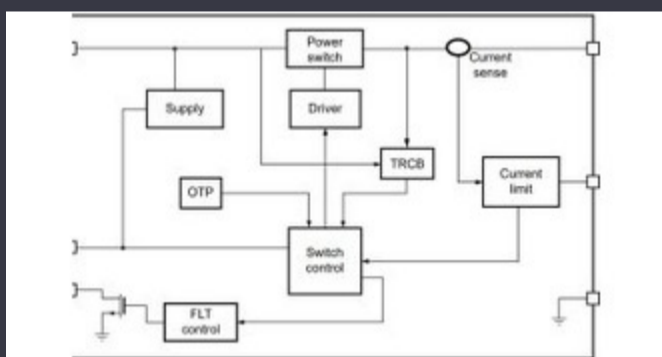 Power
switch
Current
sense
Supply
Driver
TRCB
OTP
Current
limit
Switch
control
FLT
control